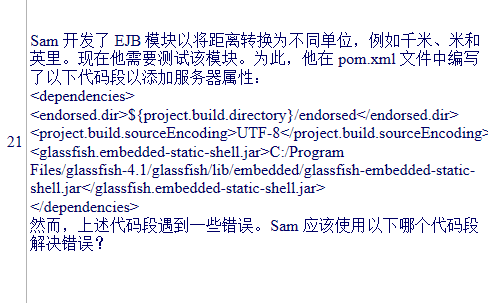 Sam 开发了 EJB 模块以将距离转换为不同单位，例如千米、米和
英里。现在他需要测试该模块。为此，他在 pom.xml 文件中编写
了以下代码段以添加服务器属性：
<dependencies>
<endorsed.dir>${project.build.directory}/endorsed</endorsed.dir>
<project.build.sourceEncoding>UTF-8</project.build.sourceEncoding>
21
<glassfish.embedded-static-shell.jar>C:/Program
Files/glassfish-4.1/glassfish/lib/embedded/glassfish-embedded-static-
shell.jar</glassfish.embedded-static-shell.jar>
</dependencies>
然而，上述代码段遇到一些错误。Sam 应该使用以下哪个代码段
解决错误？